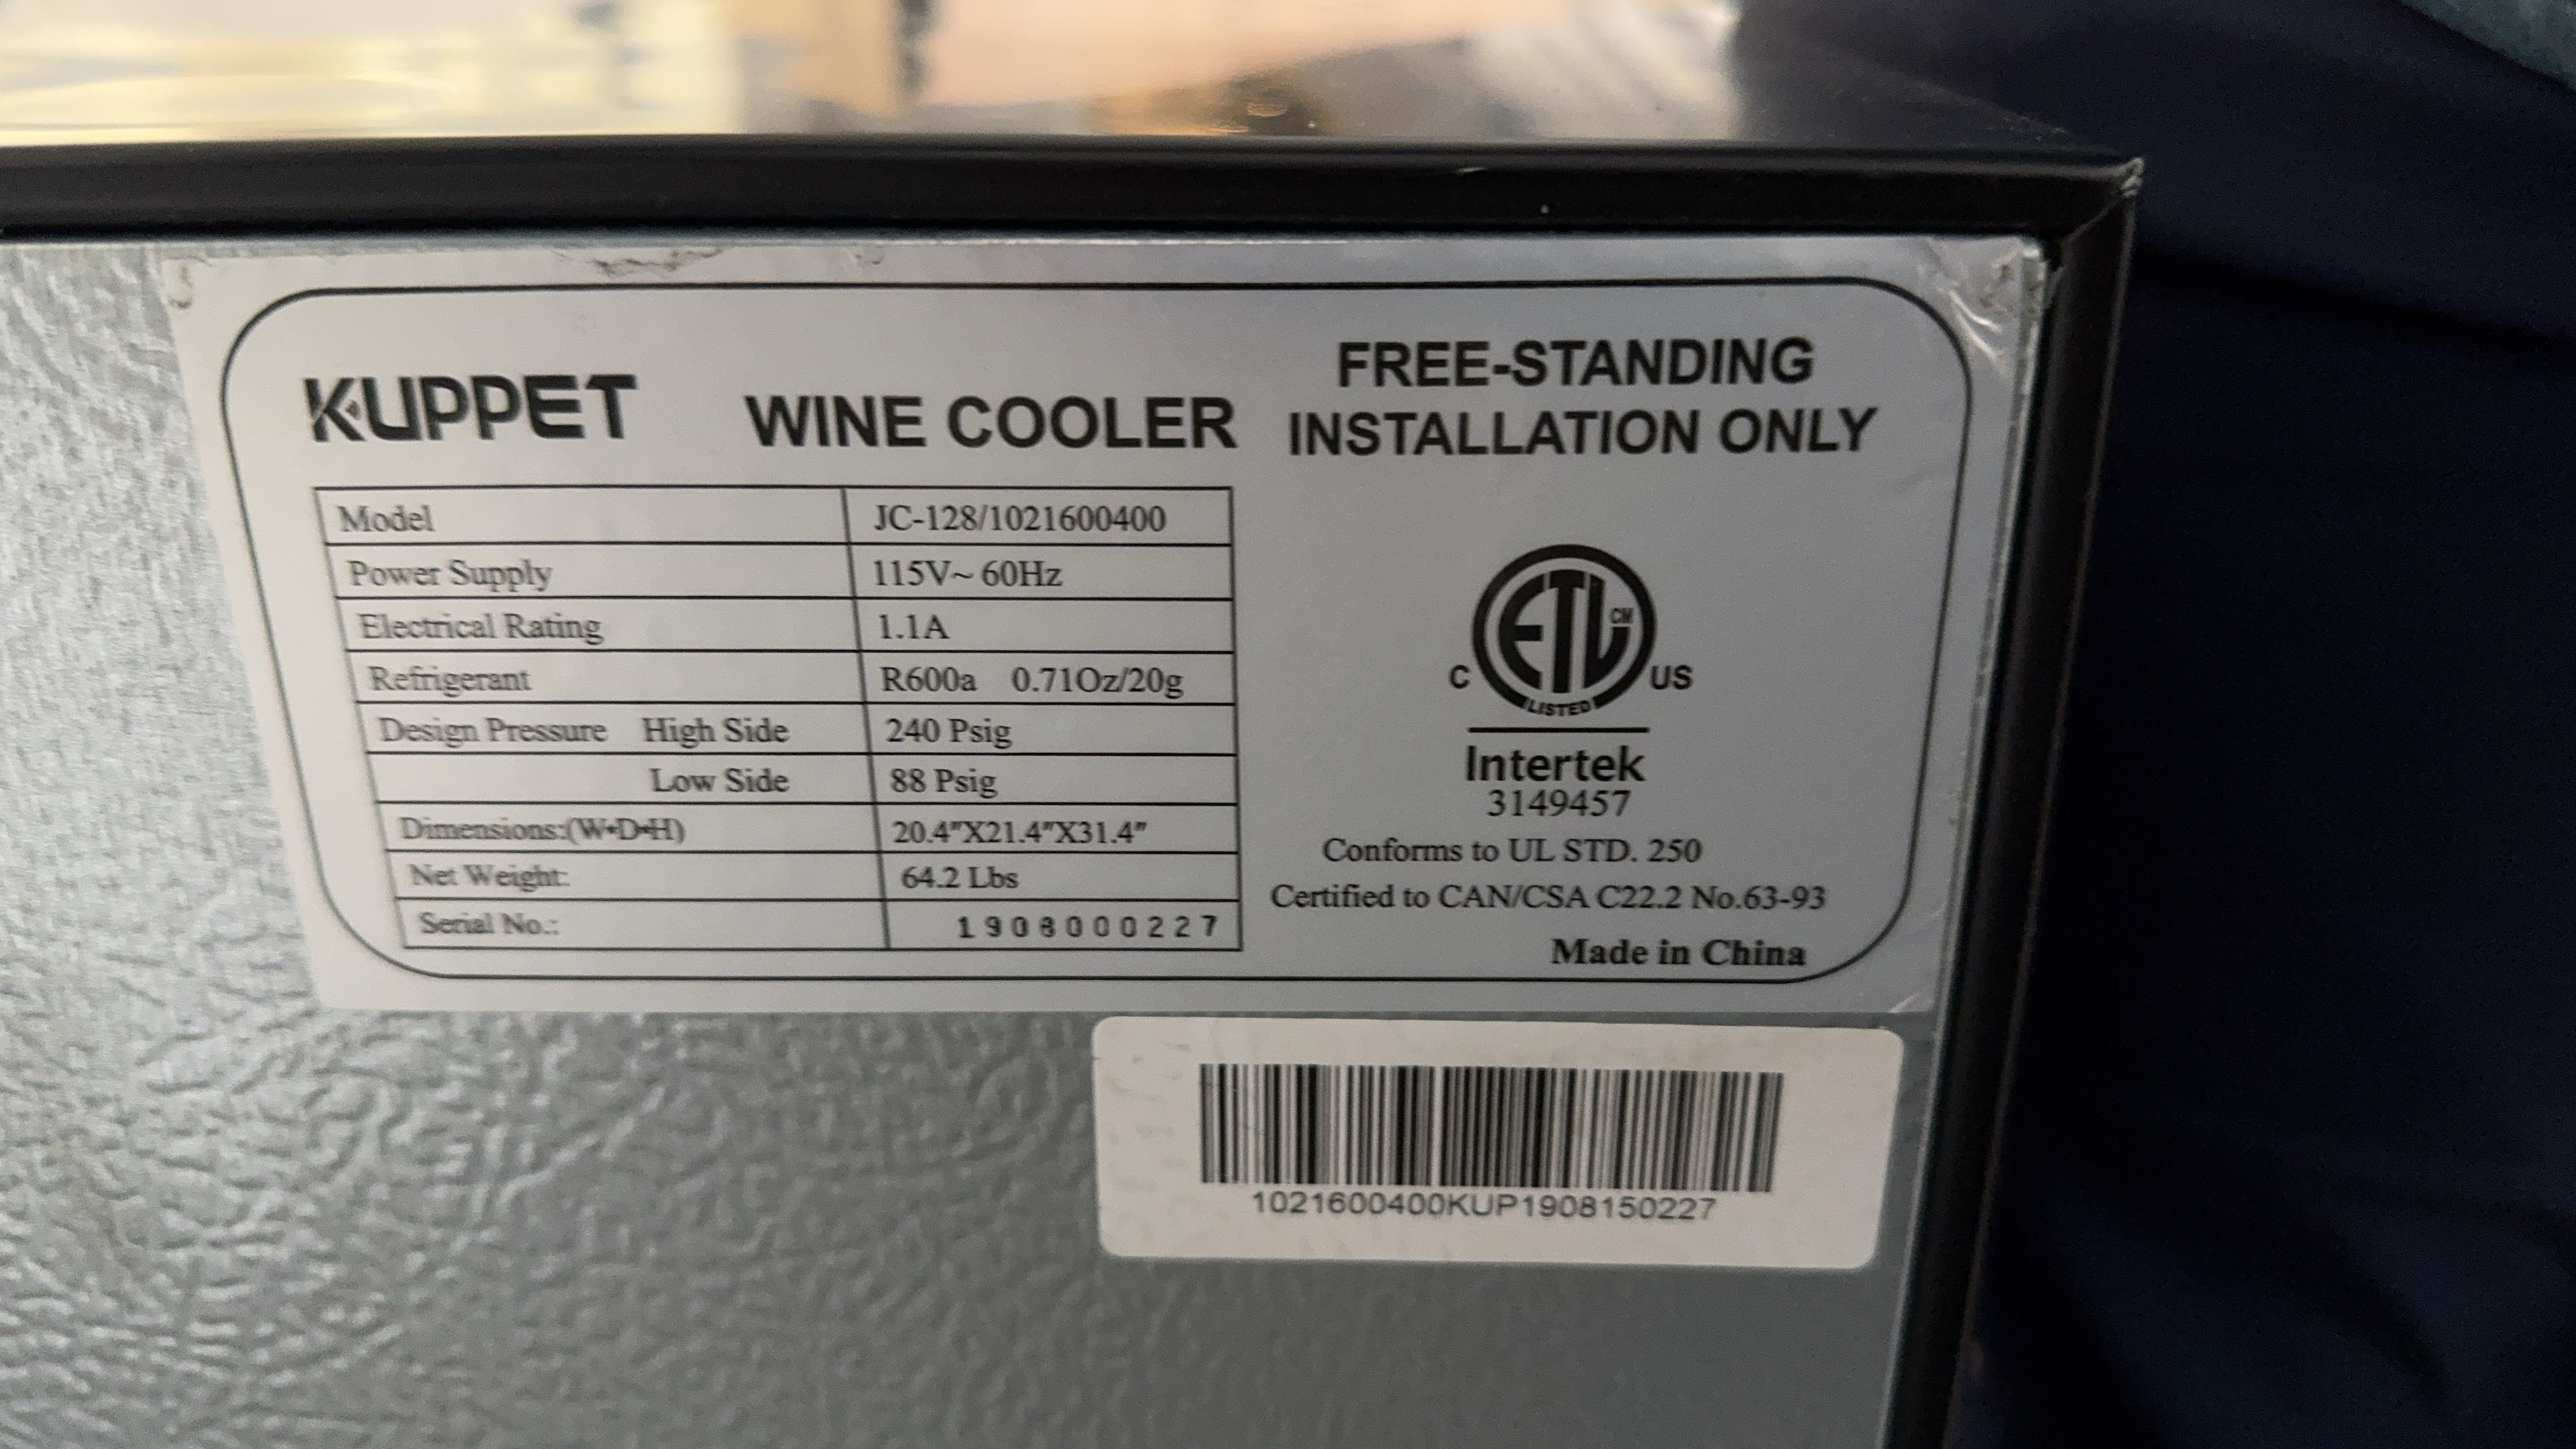 KUPPET
WINE COOLER
FREE-STANDING
INSTALLATION ONLY
Model JC-128/1021600400
Power Supply 115V~ 60Hz
Electrical Rating 1.1A
Refrigerant R600a 0.71Oz/20g
Design Pressure High Side 240 Psig
Low Side 88 Psig
Dimensions:(W*D*H) 20.4"X21.4"X31.4"
Net Weight: 64.2 Lbs
Serial No.: 1908000227
ETL CM
C US
LISTED
Intertek
3149457
Conforms to UL STD. 250
Certified to CAN/CSA C22.2 No.63-93
Made in China
1021600400KUP1908150227